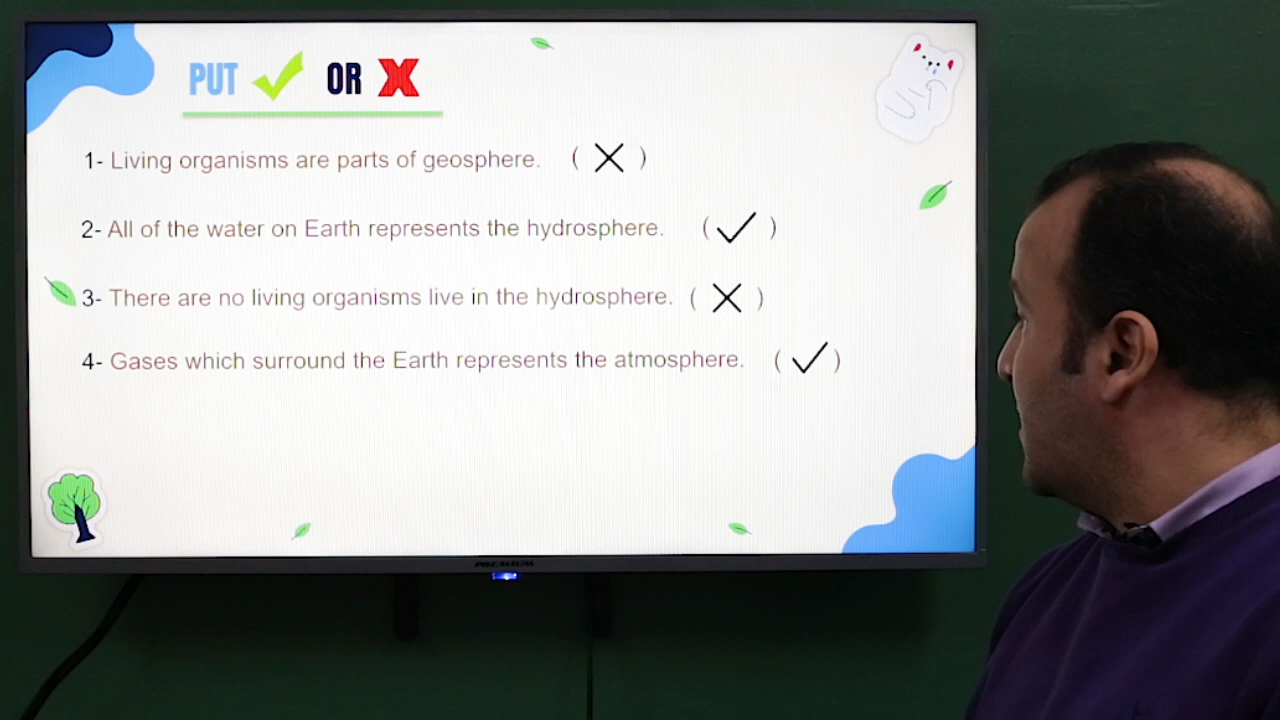 PUT ✓ OR X
1- Living organisms are parts of geosphere. ( X )
2- All of the water on Earth represents the hydrosphere. ( ✓ )
3- There are no living organisms live in the hydrosphere. ( X )
4- Gases which surround the Earth represents the atmosphere. ( ✓ )
PREMIUM